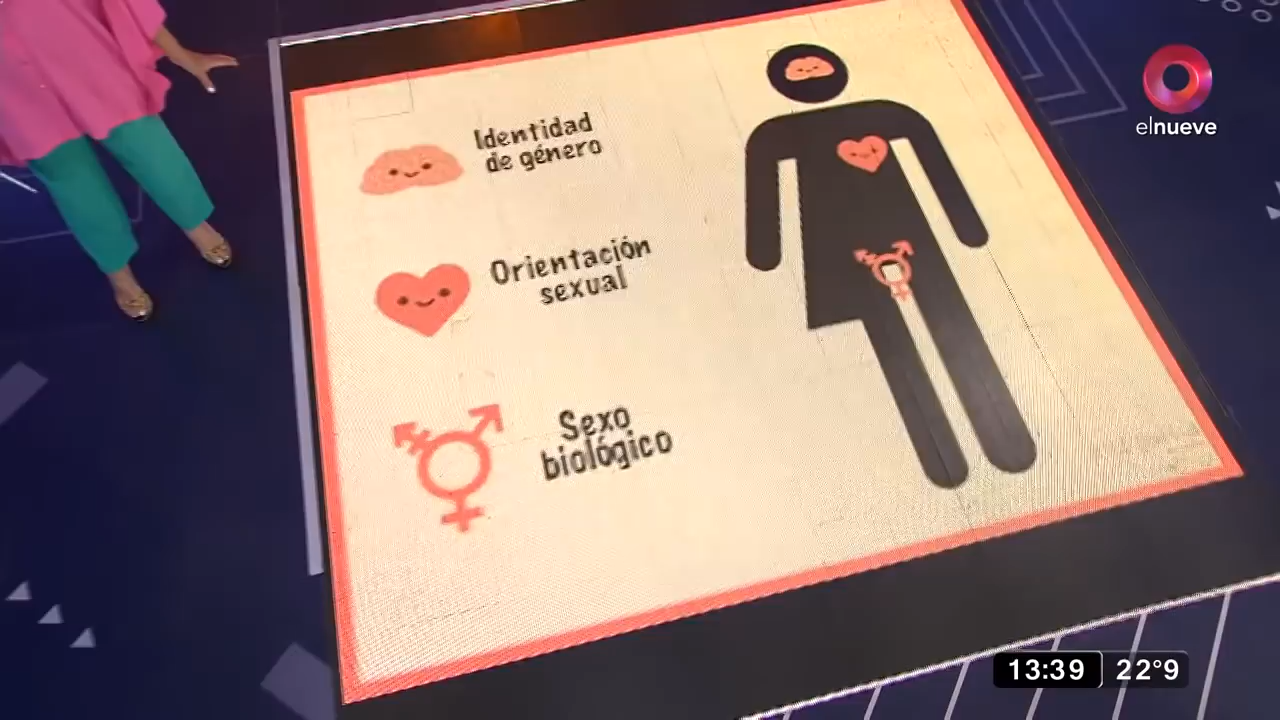 Identidad
de género
Orientación
sexual
Sexo
biológico
elnueve
13:39 22°9